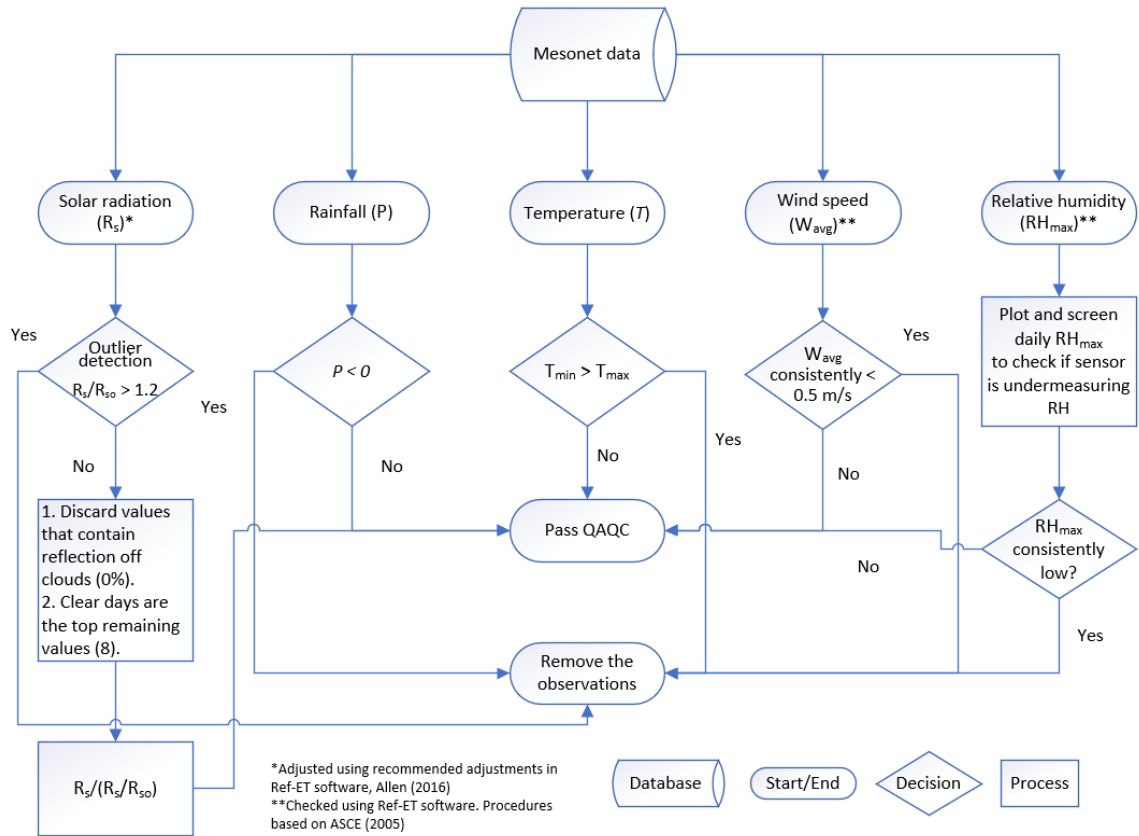 Mesonet data
Solar radiation
(Rs)*
Rainfall (P)
Temperature (T)
Wind speed
(Wavg)**
Relative humidity
(RHmax)**
Yes
Outlier
detection
Rs/Rso > 1.2
Yes
No
P < 0
No
Tmin > Tmax
Yes
No
Wavg
consistently <
0.5 m/s
Yes
No
Plot and screen
daily RHmax
to check if sensor
is undermeasuring
RH
1. Discard values
that contain
reflection off
clouds (0%).
2. Clear days are
the top remaining
values (8).
Pass QAQC
RHmax
consistently
low?
No
Yes
Remove the
observations
Rs/(Rs/Rso)
*Adjusted using recommended adjustments in
Ref-ET software, Allen (2016)
**Checked using Ref-ET software. Procedures
based on ASCE (2005)
Database
Start/End
Decision
Process